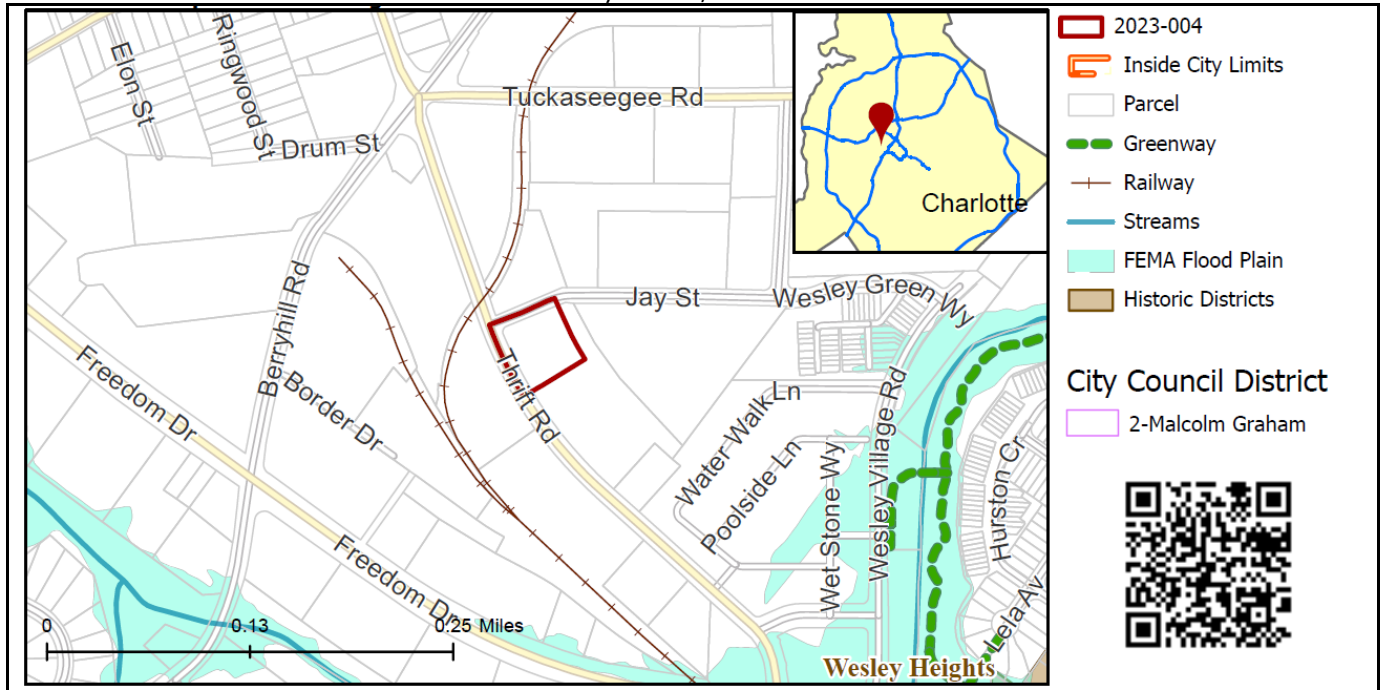 Elon St
Ringwood St
Drum St
Tuckaseegee Rd
Charlotte
Berryhill Rd
Jay St
Wesley Green Wy
Thrift Rd
Freedom Dr
Border Dr
Water Walk Ln
Poolside Ln
Wet Stone Wy
Wesley Village Rd
Hurston Cr
Freedom Dr
Lela Av
0 0.13 0.25 Miles
Wesley Heights
2023-004
Inside City Limits
Parcel
Greenway
Railway
Streams
FEMA Flood Plain
Historic Districts
City Council District
2-Malcolm Graham